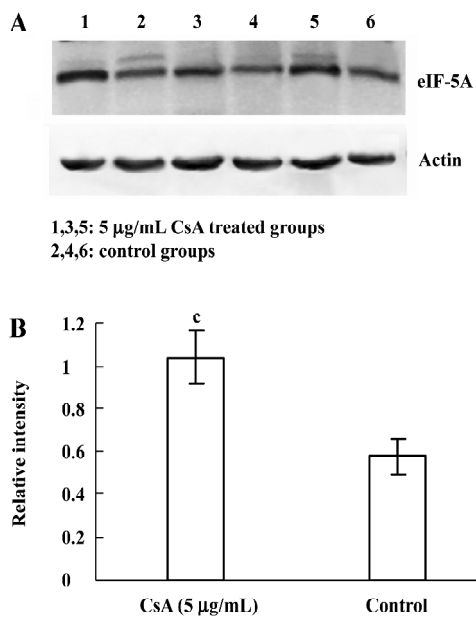 A
1 2 3 4 5 6
eIF-5A
Actin
1,3,5: 5 μg/mL CsA treated groups
2,4,6: control groups
B
Relative intensity
1.2
1
0.8
0.6
0.4
0.2
0
c
CsA (5 μg/mL) Control